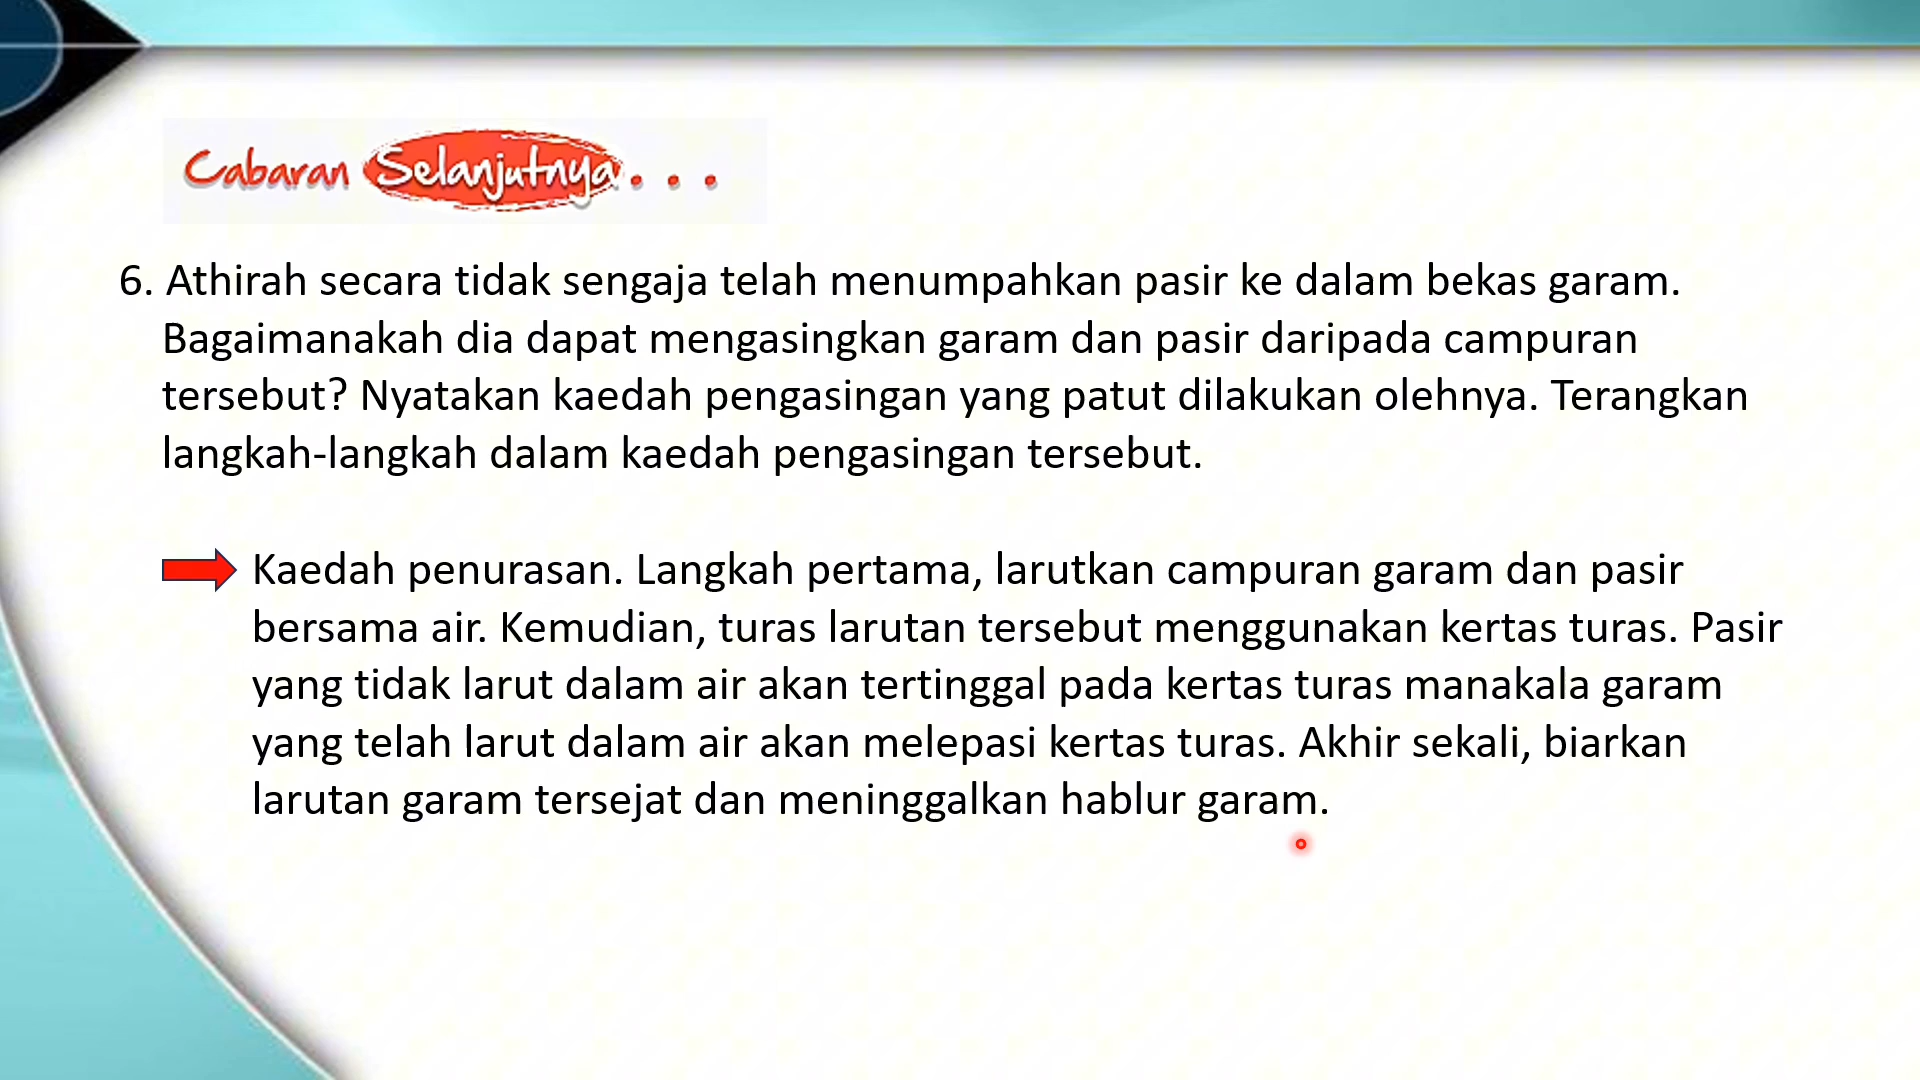 Cabaran Selanjutnya. . .
6. Athirah secara tidak sengaja telah menumpahkan pasir ke dalam bekas garam.
Bagaimanakah dia dapat mengasingkan garam dan pasir daripada campuran
tersebut? Nyatakan kaedah pengasingan yang patut dilakukan olehnya. Terangkan
langkah-langkah dalam kaedah pengasingan tersebut.
Kaedah penurasan. Langkah pertama, larutkan campuran garam dan pasir
bersama air. Kemudian, turas larutan tersebut menggunakan kertas turas. Pasir
yang tidak larut dalam air akan tertinggal pada kertas turas manakala garam
yang telah larut dalam air akan melepasi kertas turas. Akhir sekali, biarkan
larutan garam tersejat dan meninggalkan hablur garam.